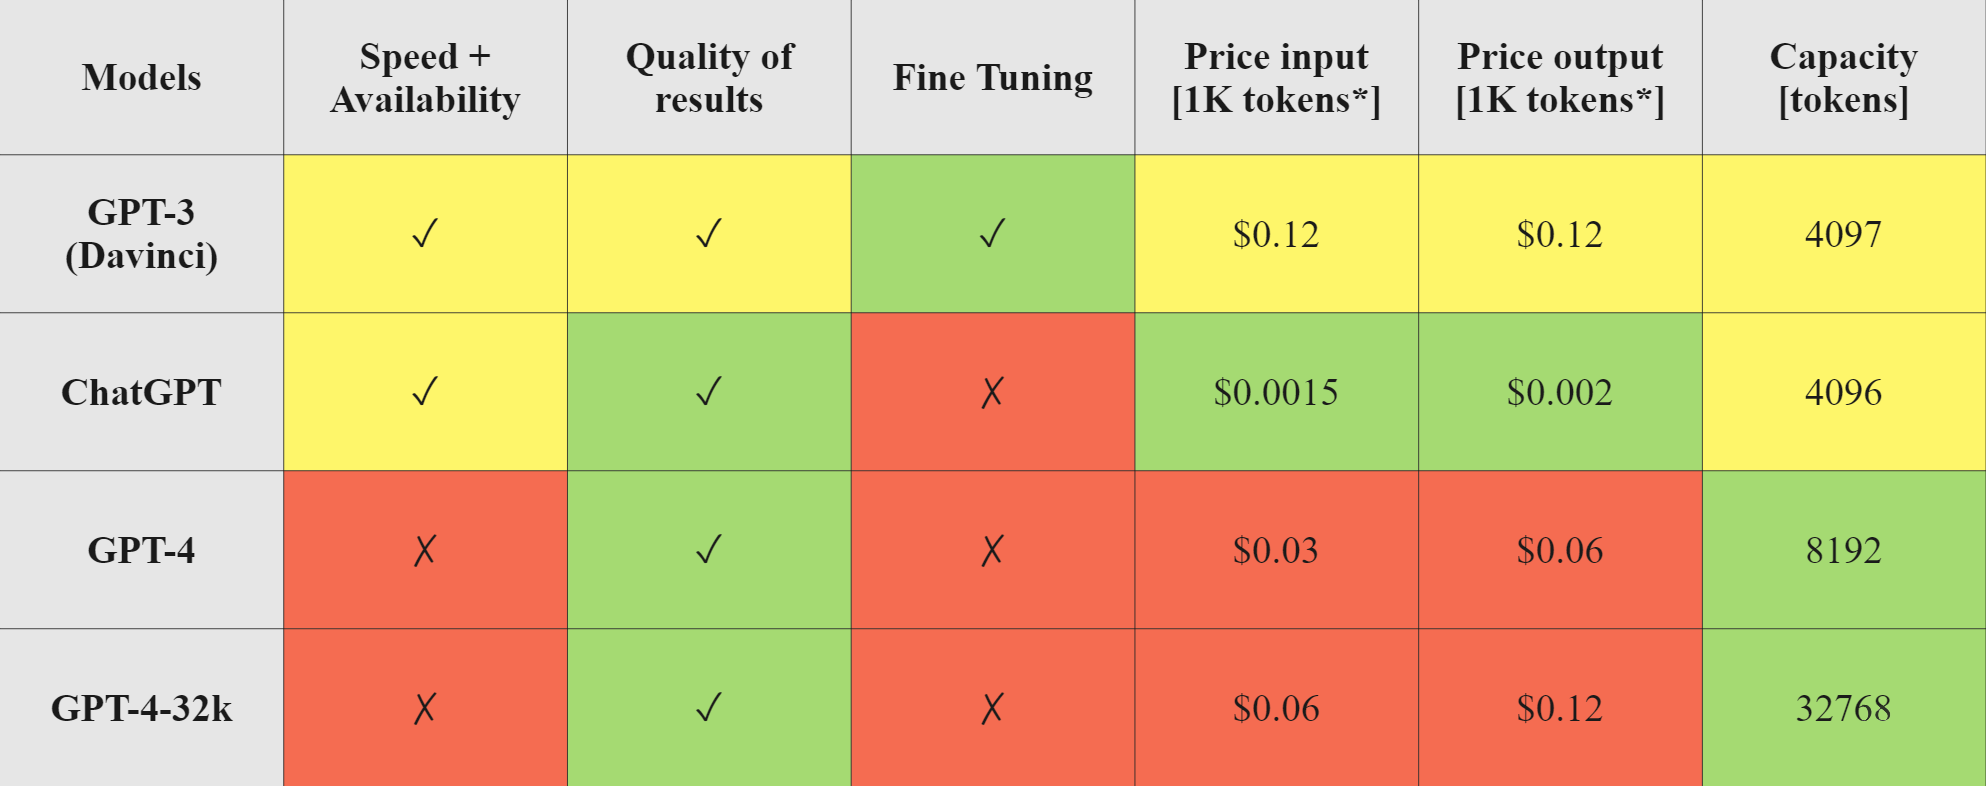 Models
Speed +
Availability
Quality of
results
Fine Tuning
Price input
[1K tokens*]
Price output
[1K tokens*]
Capacity
[tokens]
GPT-3
(Davinci)
✓
✓
✓
$0.12
$0.12
4097
ChatGPT
✓
✓
✗
$0.0015
$0.002
4096
GPT-4
✗
✓
✗
$0.03
$0.06
8192
GPT-4-32k
✗
✓
✗
$0.06
$0.12
32768